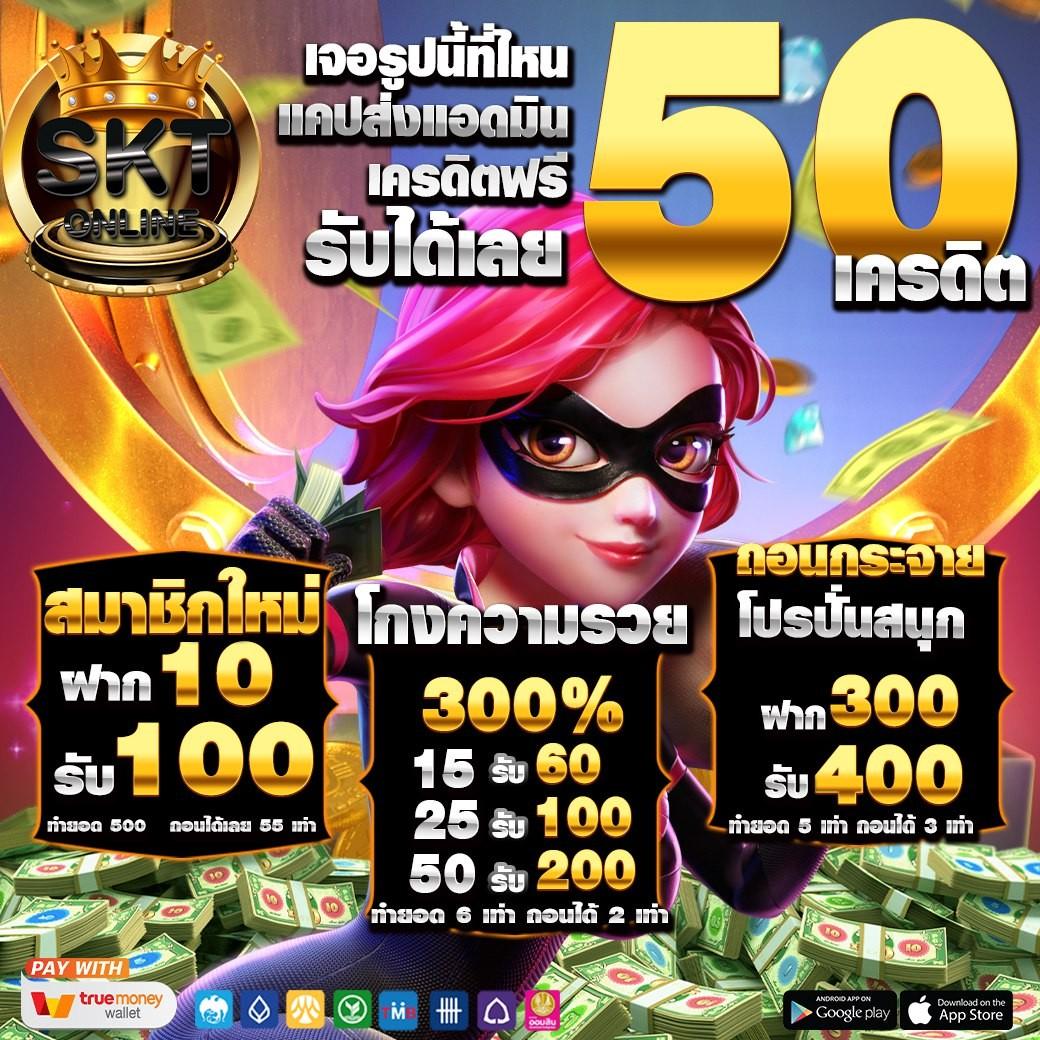 SKT
ONLINE
เจอรูปนี้ที่ไหน
แคปส่งแอดมิน
เครดิตฟรี
รับได้เลย
50
เครดิต
สมาชิกใหม่
ฝาก 10
รับ 100
ทำยอด 500 ถอนได้เลย 55 เท่า
โกงความรวย
300%
15 รับ 60
25 รับ 100
50 รับ 200
ทำยอด 6 เท่า ถอนได้ 2 เท่า
ถอนกระจาย
โปรปั่นสนุก
ฝาก 300
รับ 400
ทำยอด 5 เท่า ถอนได้ 3 เท่า
PAY WITH
truemoney
wallet
TMB
ออมสิน
ANDROID APP ON
Google play
Download on the
App Store